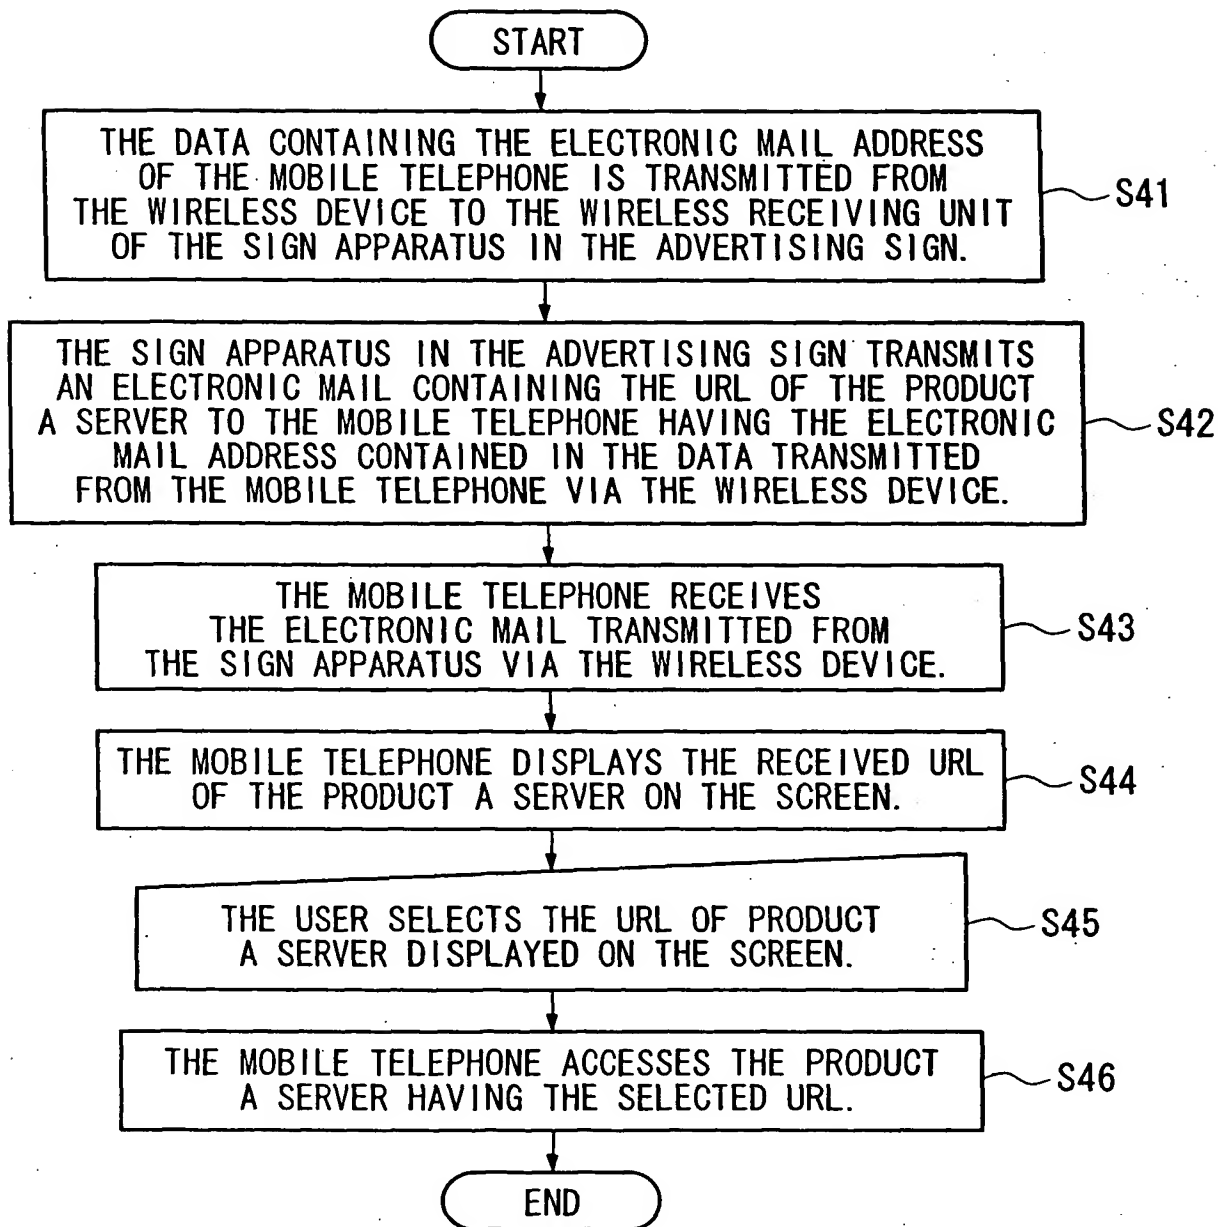 START
THE DATA CONTAINING THE ELECTRONIC MAIL ADDRESS
OF THE MOBILE TELEPHONE IS TRANSMITTED FROM
THE WIRELESS DEVICE TO THE WIRELESS RECEIVING UNIT
OF THE SIGN APPARATUS IN THE ADVERTISING SIGN.
S41
THE SIGN APPARATUS IN THE ADVERTISING SIGN TRANSMITS
AN ELECTRONIC MAIL CONTAINING THE URL OF THE PRODUCT
A SERVER TO THE MOBILE TELEPHONE HAVING THE ELECTRONIC
MAIL ADDRESS CONTAINED IN THE DATA TRANSMITTED
FROM THE MOBILE TELEPHONE VIA THE WIRELESS DEVICE.
S42
THE MOBILE TELEPHONE RECEIVES
THE ELECTRONIC MAIL TRANSMITTED FROM
THE SIGN APPARATUS VIA THE WIRELESS DEVICE.
S43
THE MOBILE TELEPHONE DISPLAYS THE RECEIVED URL
OF THE PRODUCT A SERVER ON THE SCREEN.
S44
THE USER SELECTS THE URL OF PRODUCT
A SERVER DISPLAYED ON THE SCREEN.
S45
THE MOBILE TELEPHONE ACCESSES THE PRODUCT
A SERVER HAVING THE SELECTED URL.
S46
END